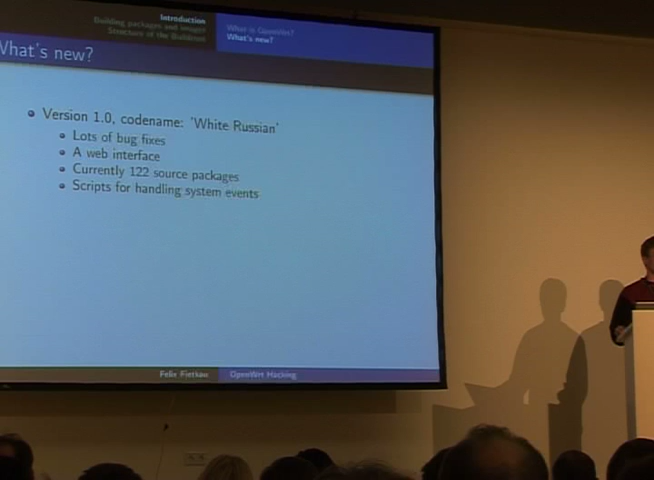 Introduction
Building packages and images
Structure of the Buildroot
What is OpenWrt?
What's new?
What's new?
Version 1.0, codename: 'White Russian'
Lots of bug fixes
A web interface
Currently 122 source packages
Scripts for handling system events
Felix Fietkau OpenWrt Hacking